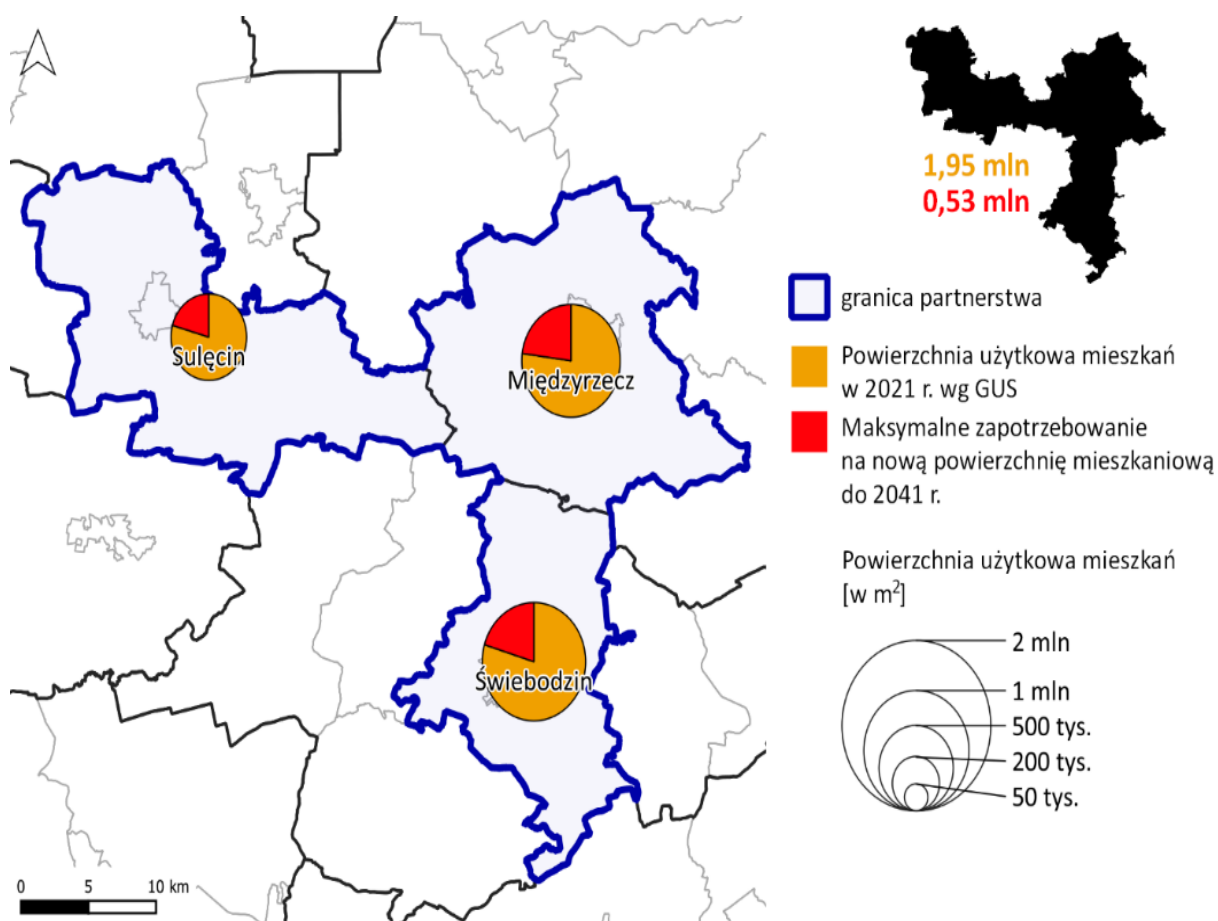 1,95 mln
0,53 mln
granica partnerstwa
Powierzchnia użytkowa mieszkań
w 2021 r. wg GUS
Maksymalne zapotrzebowanie
na nową powierzchnię mieszkaniową
do 2041 r.
Powierzchnia użytkowa mieszkań
[w m²]
2 mln
1 mln
500 tys.
200 tys.
50 tys.
Sulęcin
Międzyrzecz
Świebodzin
0 5 10 km